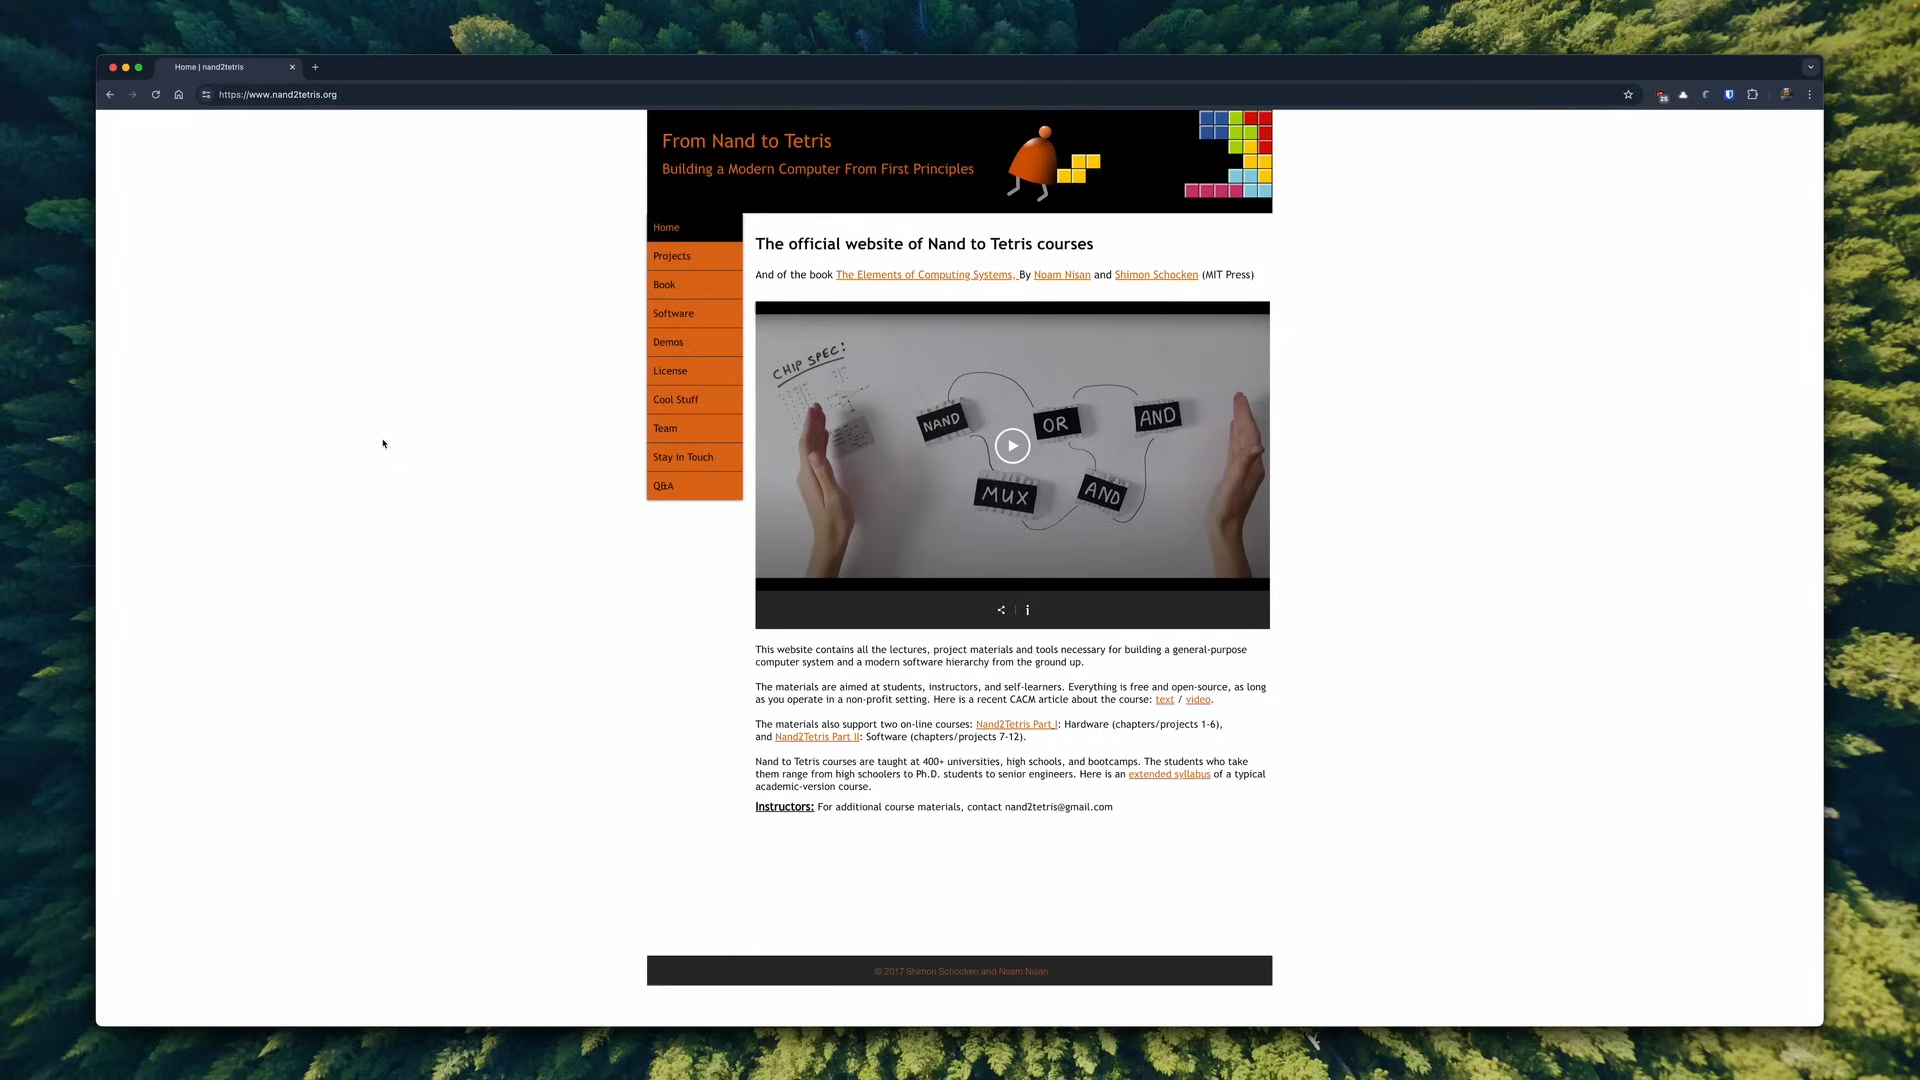 Home | nand2tetris
https://www.nand2tetris.org
25
From Nand to Tetris
Building a Modern Computer From First Principles
Home
Projects
Book
Software
Demos
License
Cool Stuff
Team
Stay in Touch
Q&A
The official website of Nand to Tetris courses
And of the book The Elements of Computing Systems, By Noam Nisan and Shimon Schocken (MIT Press)
CHIP SPEC:
NAND
OR
AND
MUX
AND
This website contains all the lectures, project materials and tools necessary for building a general-purpose
computer system and a modern software hierarchy from the ground up.
The materials are aimed at students, instructors, and self-learners. Everything is free and open-source, as long
as you operate in a non-profit setting. Here is a recent CACM article about the course: text / video.
The materials also support two on-line courses: Nand2Tetris Part I: Hardware (chapters/projects 1-6),
and Nand2Tetris Part II: Software (chapters/projects 7-12).
Nand to Tetris courses are taught at 400+ universities, high schools, and bootcamps. The students who take
them range from high schoolers to Ph.D. students to senior engineers. Here is an extended syllabus of a typical
academic-version course.
Instructors: For additional course materials, contact nand2tetris@gmail.com
© 2017 Shimon Schocken and Noam Nisan